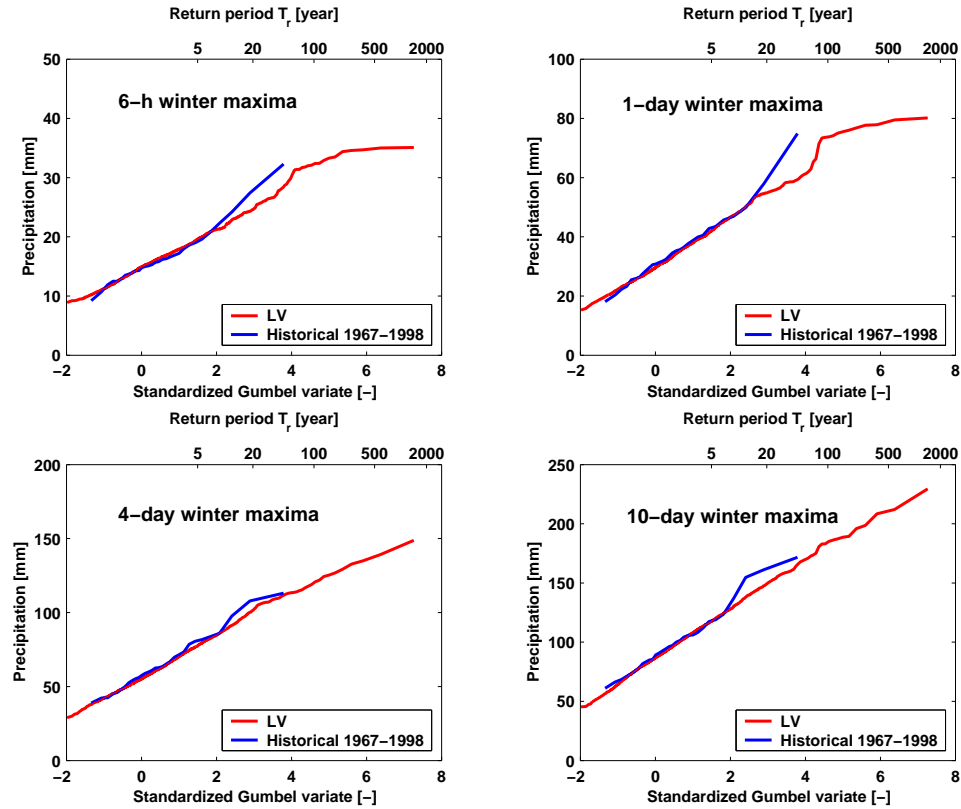 Return period T_r [year]
5 20 100 500 2000
50
40
30
20
10
0
Precipitation [mm]
6−h winter maxima
LV
Historical 1967−1998
−2 0 2 4 6 8
Standardized Gumbel variate [−]
Return period T_r [year]
5 20 100 500 2000
100
80
60
40
20
0
Precipitation [mm]
1−day winter maxima
LV
Historical 1967−1998
−2 0 2 4 6 8
Standardized Gumbel variate [−]
Return period T_r [year]
5 20 100 500 2000
200
150
100
50
0
Precipitation [mm]
4−day winter maxima
LV
Historical 1967−1998
−2 0 2 4 6 8
Standardized Gumbel variate [−]
Return period T_r [year]
5 20 100 500 2000
250
200
150
100
50
0
Precipitation [mm]
10−day winter maxima
LV
Historical 1967−1998
−2 0 2 4 6 8
Standardized Gumbel variate [−]